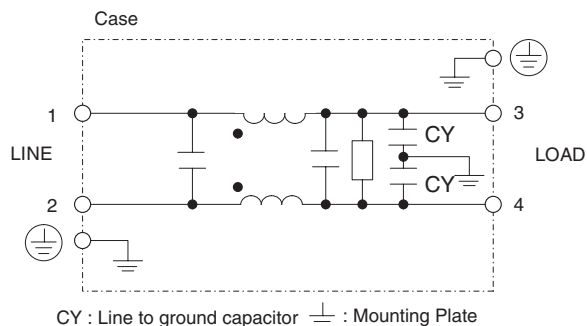 Case
1
3
CY
LINE
LOAD
CY
2
4
CY : Line to ground capacitor ⏚ : Mounting Plate